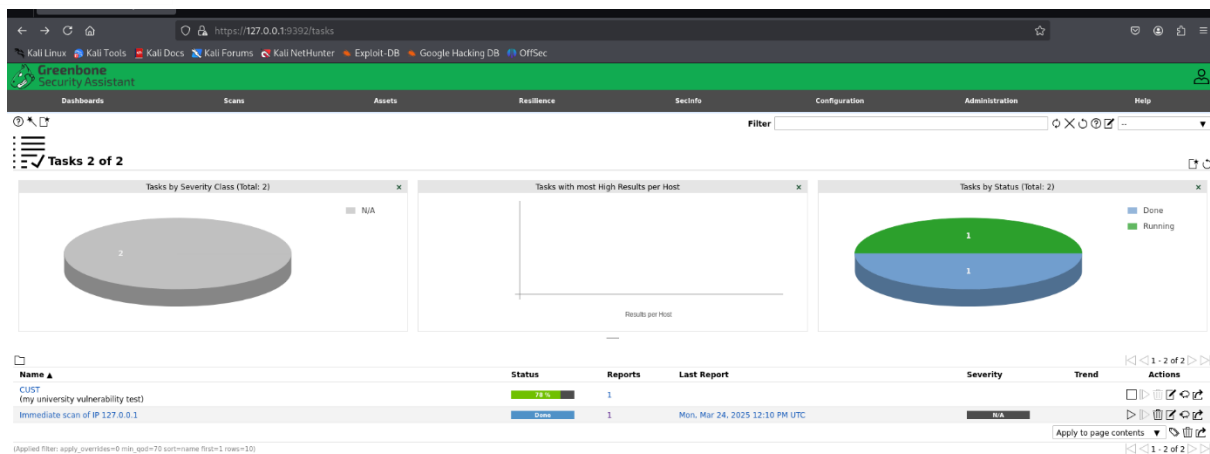 https://127.0.0.1:9392/tasks
Kali Linux Kali Tools Kali Docs Kali Forums Kali NetHunter Exploit-DB Google Hacking DB OffSec
Greenbone
Security Assistant
Dashboards Scans Assets Resilience SecInfo Configuration Administration Help
Filter --
Tasks 2 of 2
Tasks by Severity Class (Total: 2) × Tasks with most High Results per Host × Tasks by Status (Total: 2) ×
N/A Done
Running
2 1
1
Results per Host
1 - 2 of 2
Name ▲ Status Reports Last Report Severity Trend Actions
CUST 78 % 1
(my university vulnerability test)
Immediate scan of IP 127.0.0.1 Done 1 Mon, Mar 24, 2025 12:10 PM UTC N/A
Apply to page contents ▼
(Applied filter: apply_overrides=0 min_qod=70 sort=name first=1 rows=10) 1 - 2 of 2